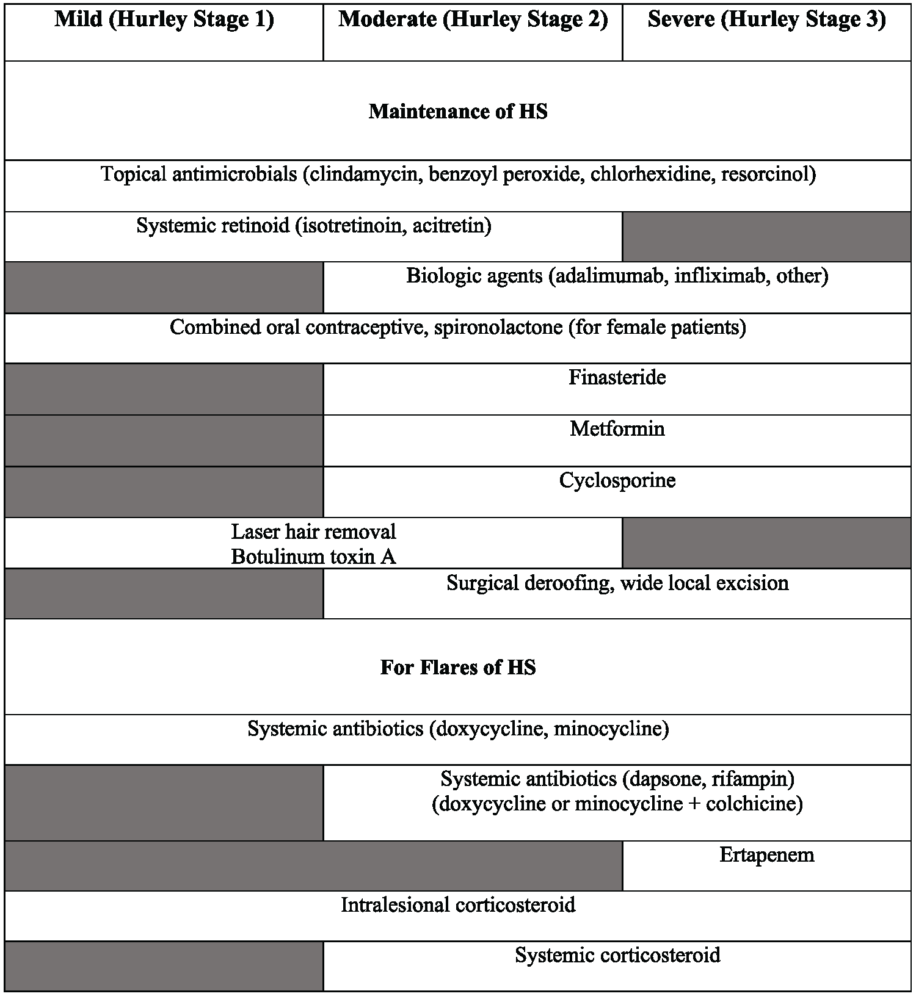 Mild (Hurley Stage 1)
Moderate (Hurley Stage 2)
Severe (Hurley Stage 3)
Maintenance of HS
Topical antimicrobials (clindamycin, benzoyl peroxide, chlorhexidine, resorcinol)
Systemic retinoid (isotretinoin, acitretin)
Biologic agents (adalimumab, infliximab, other)
Combined oral contraceptive, spironolactone (for female patients)
Finasteride
Metformin
Cyclosporine
Laser hair removal
Botulinum toxin A
Surgical deroofing, wide local excision
For Flares of HS
Systemic antibiotics (doxycycline, minocycline)
Systemic antibiotics (dapsone, rifampin)
(doxycycline or minocycline + colchicine)
Ertapenem
Intralesional corticosteroid
Systemic corticosteroid